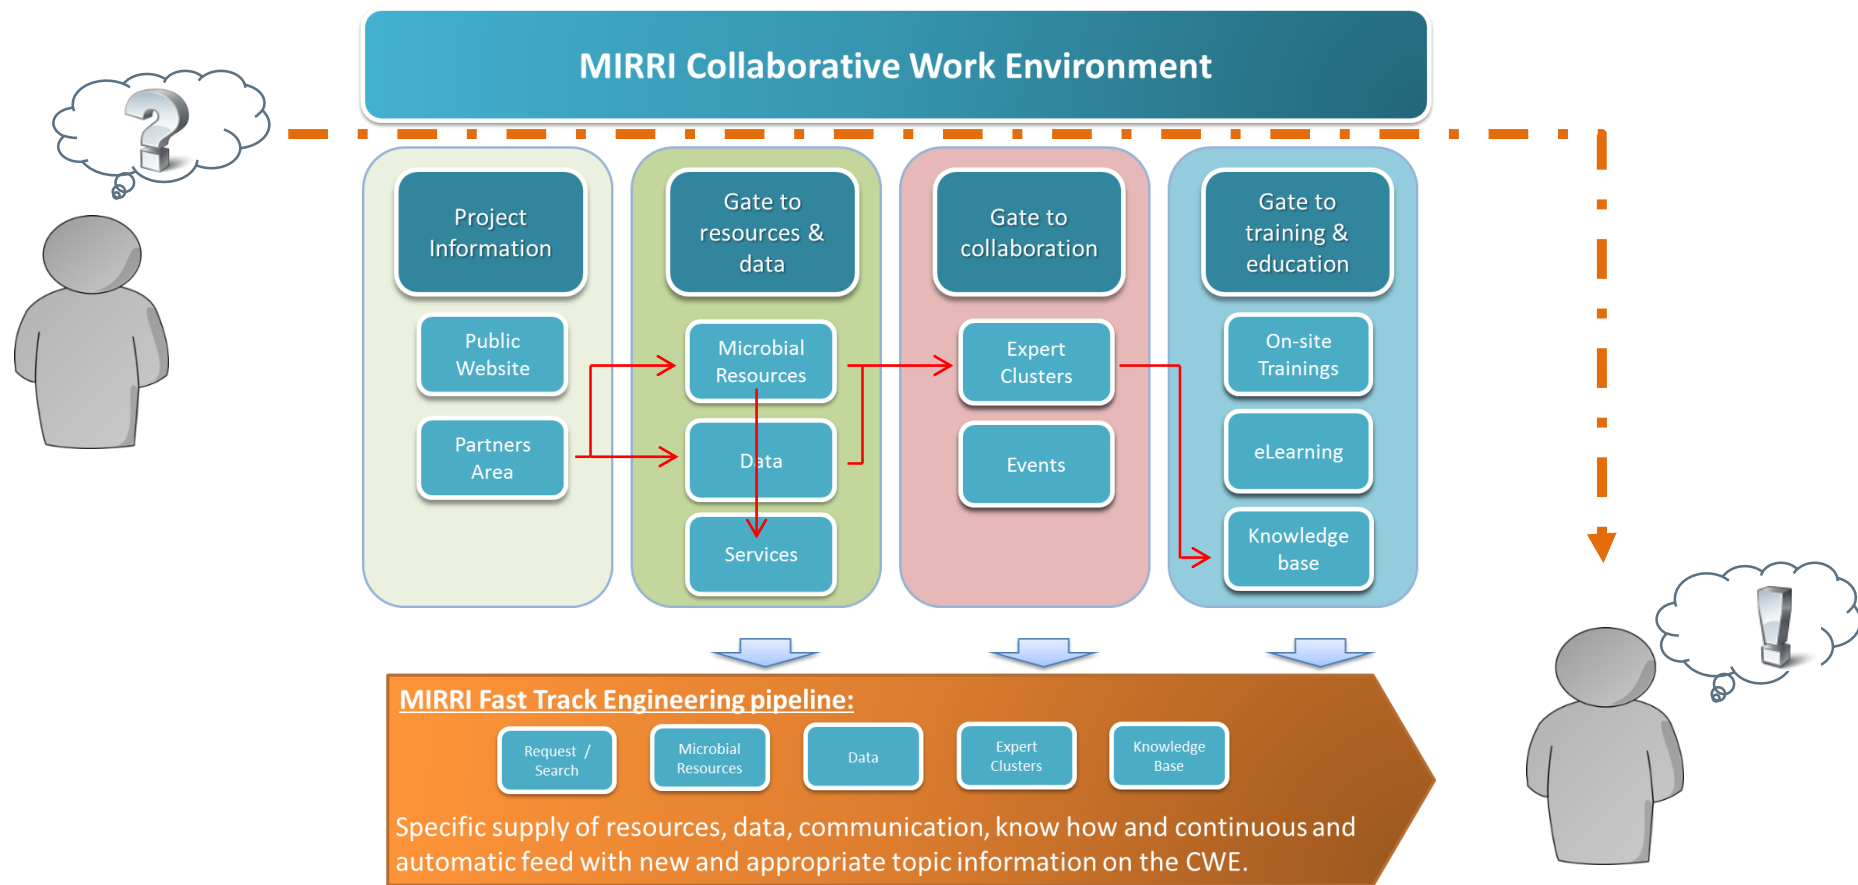 MIRRI Collaborative Work Environment
?
Project
Information
Public
Website
Partners
Area
Gate to
resources &
data
Microbial
Resources
Data
Services
Gate to
collaboration
Expert
Clusters
Events
Gate to
training &
education
On-site
Trainings
eLearning
Knowledge
base
!
MIRRI Fast Track Engineering pipeline:
Request /
Search
Microbial
Resources
Data
Expert
Clusters
Knowledge
Base
Specific supply of resources, data, communication, know how and continuous and
automatic feed with new and appropriate topic information on the CWE.